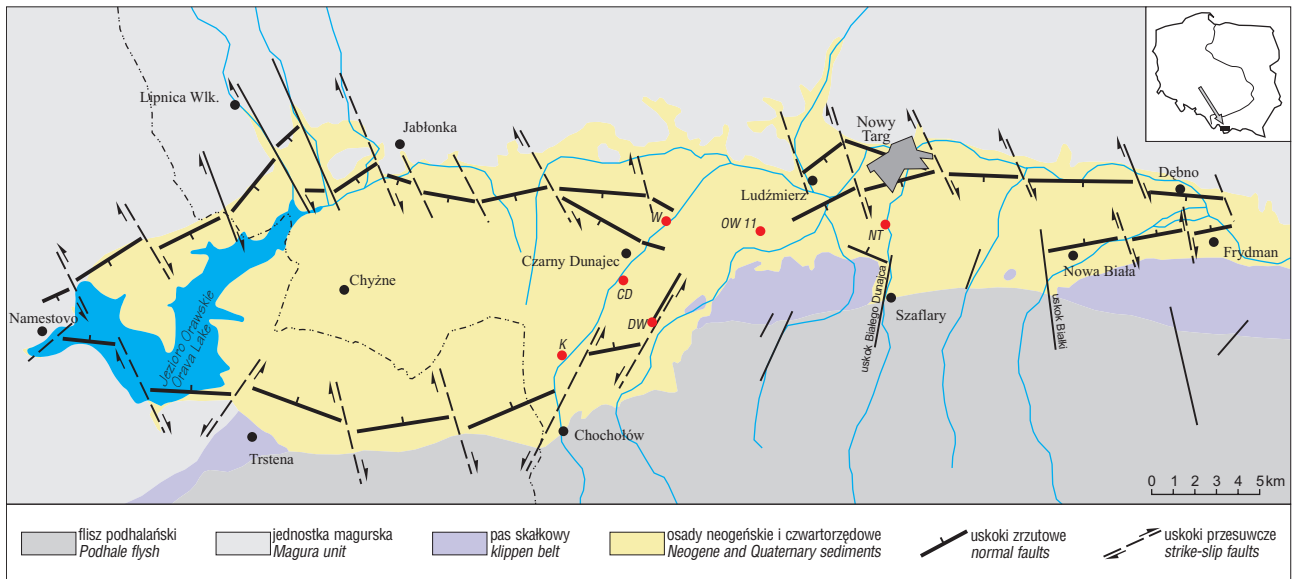 Lipnica Wlk.
Jabłonka
Nowy
Targ
Ludźmierz
Dębno
W
OW 11
NT
Czarny Dunajec
Frydman
Nowa Biała
Chyżne
CD
uskok Białego Dunajca
uskok Białki
Szaflary
Namestovo
DW
Jezioro Orawskie
Orava Lake
K
Chochołów
Trstena
0 1 2 3 4 5 km
flisz podhalański
Podhale flysh
jednostka magurska
Magura unit
pas skałkowy
klippen belt
osady neogeńskie i czwartorzędowe
Neogene and Quaternary sediments
uskoki zrzutowe
normal faults
uskoki przesuwcze
strike-slip faults